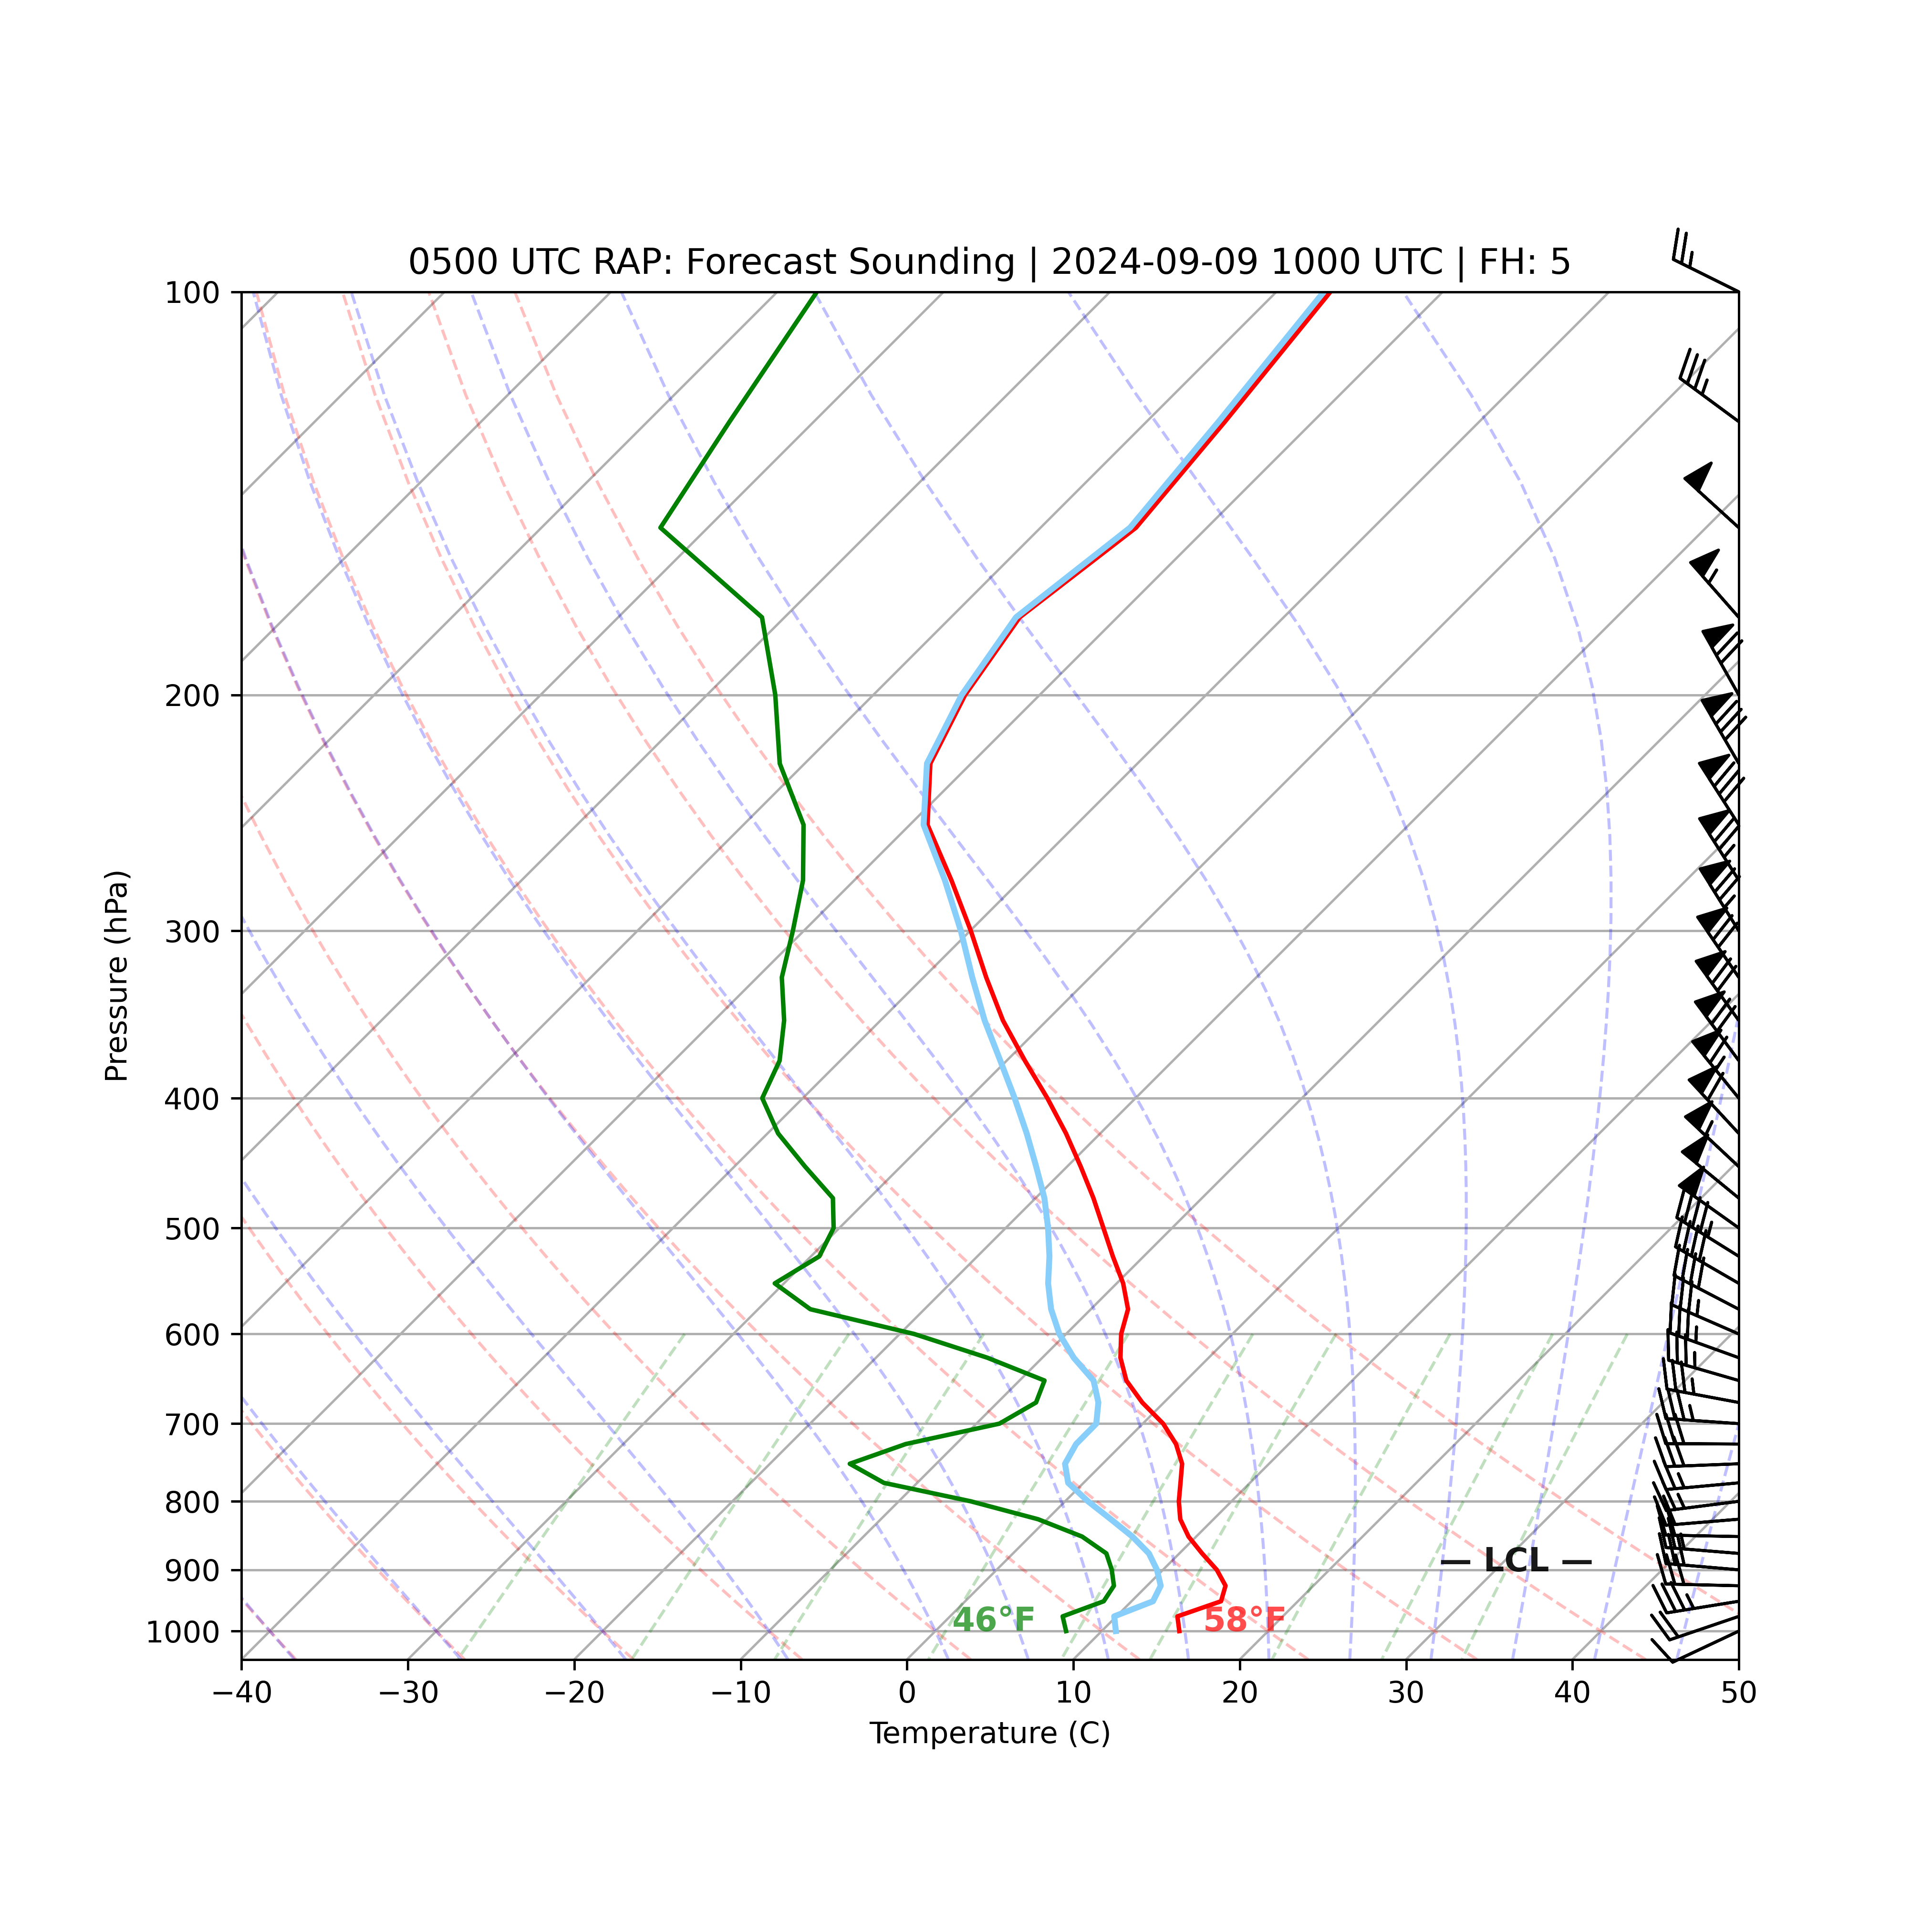 0500 UTC RAP: Forecast Sounding | 2024-09-09 1000 UTC | FH: 5
100
200
300
400
500
600
700
800
900
1000
Pressure (hPa)
— LCL —
46°F
58°F
−40 −30 −20 −10 0 10 20 30 40 50
Temperature (C)